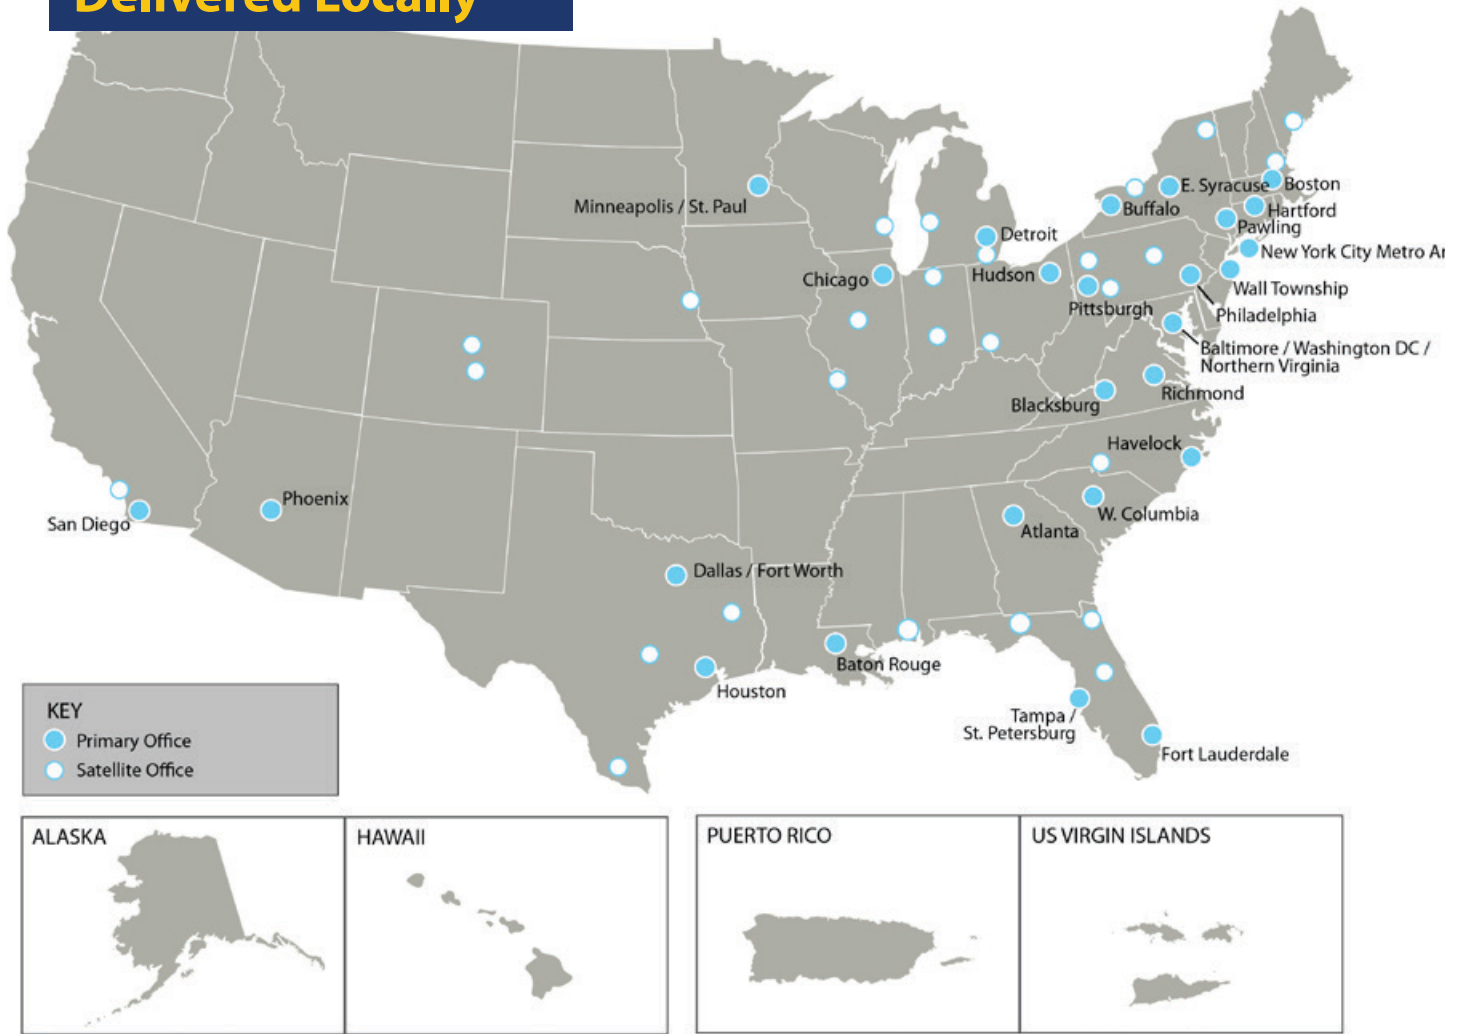 Delivered Locally
Minneapolis / St. Paul
E. Syracuse
Boston
Buffalo
Hartford
Pawling
Detroit
New York City Metro Ar
Chicago
Hudson
Wall Township
Pittsburgh
Philadelphia
Baltimore / Washington DC /
Northern Virginia
Richmond
Blacksburg
Havelock
Phoenix
San Diego
W. Columbia
Atlanta
Dallas / Fort Worth
Baton Rouge
Houston
Tampa /
St. Petersburg
Fort Lauderdale
KEY
Primary Office
Satellite Office
ALASKA
HAWAII
PUERTO RICO
US VIRGIN ISLANDS